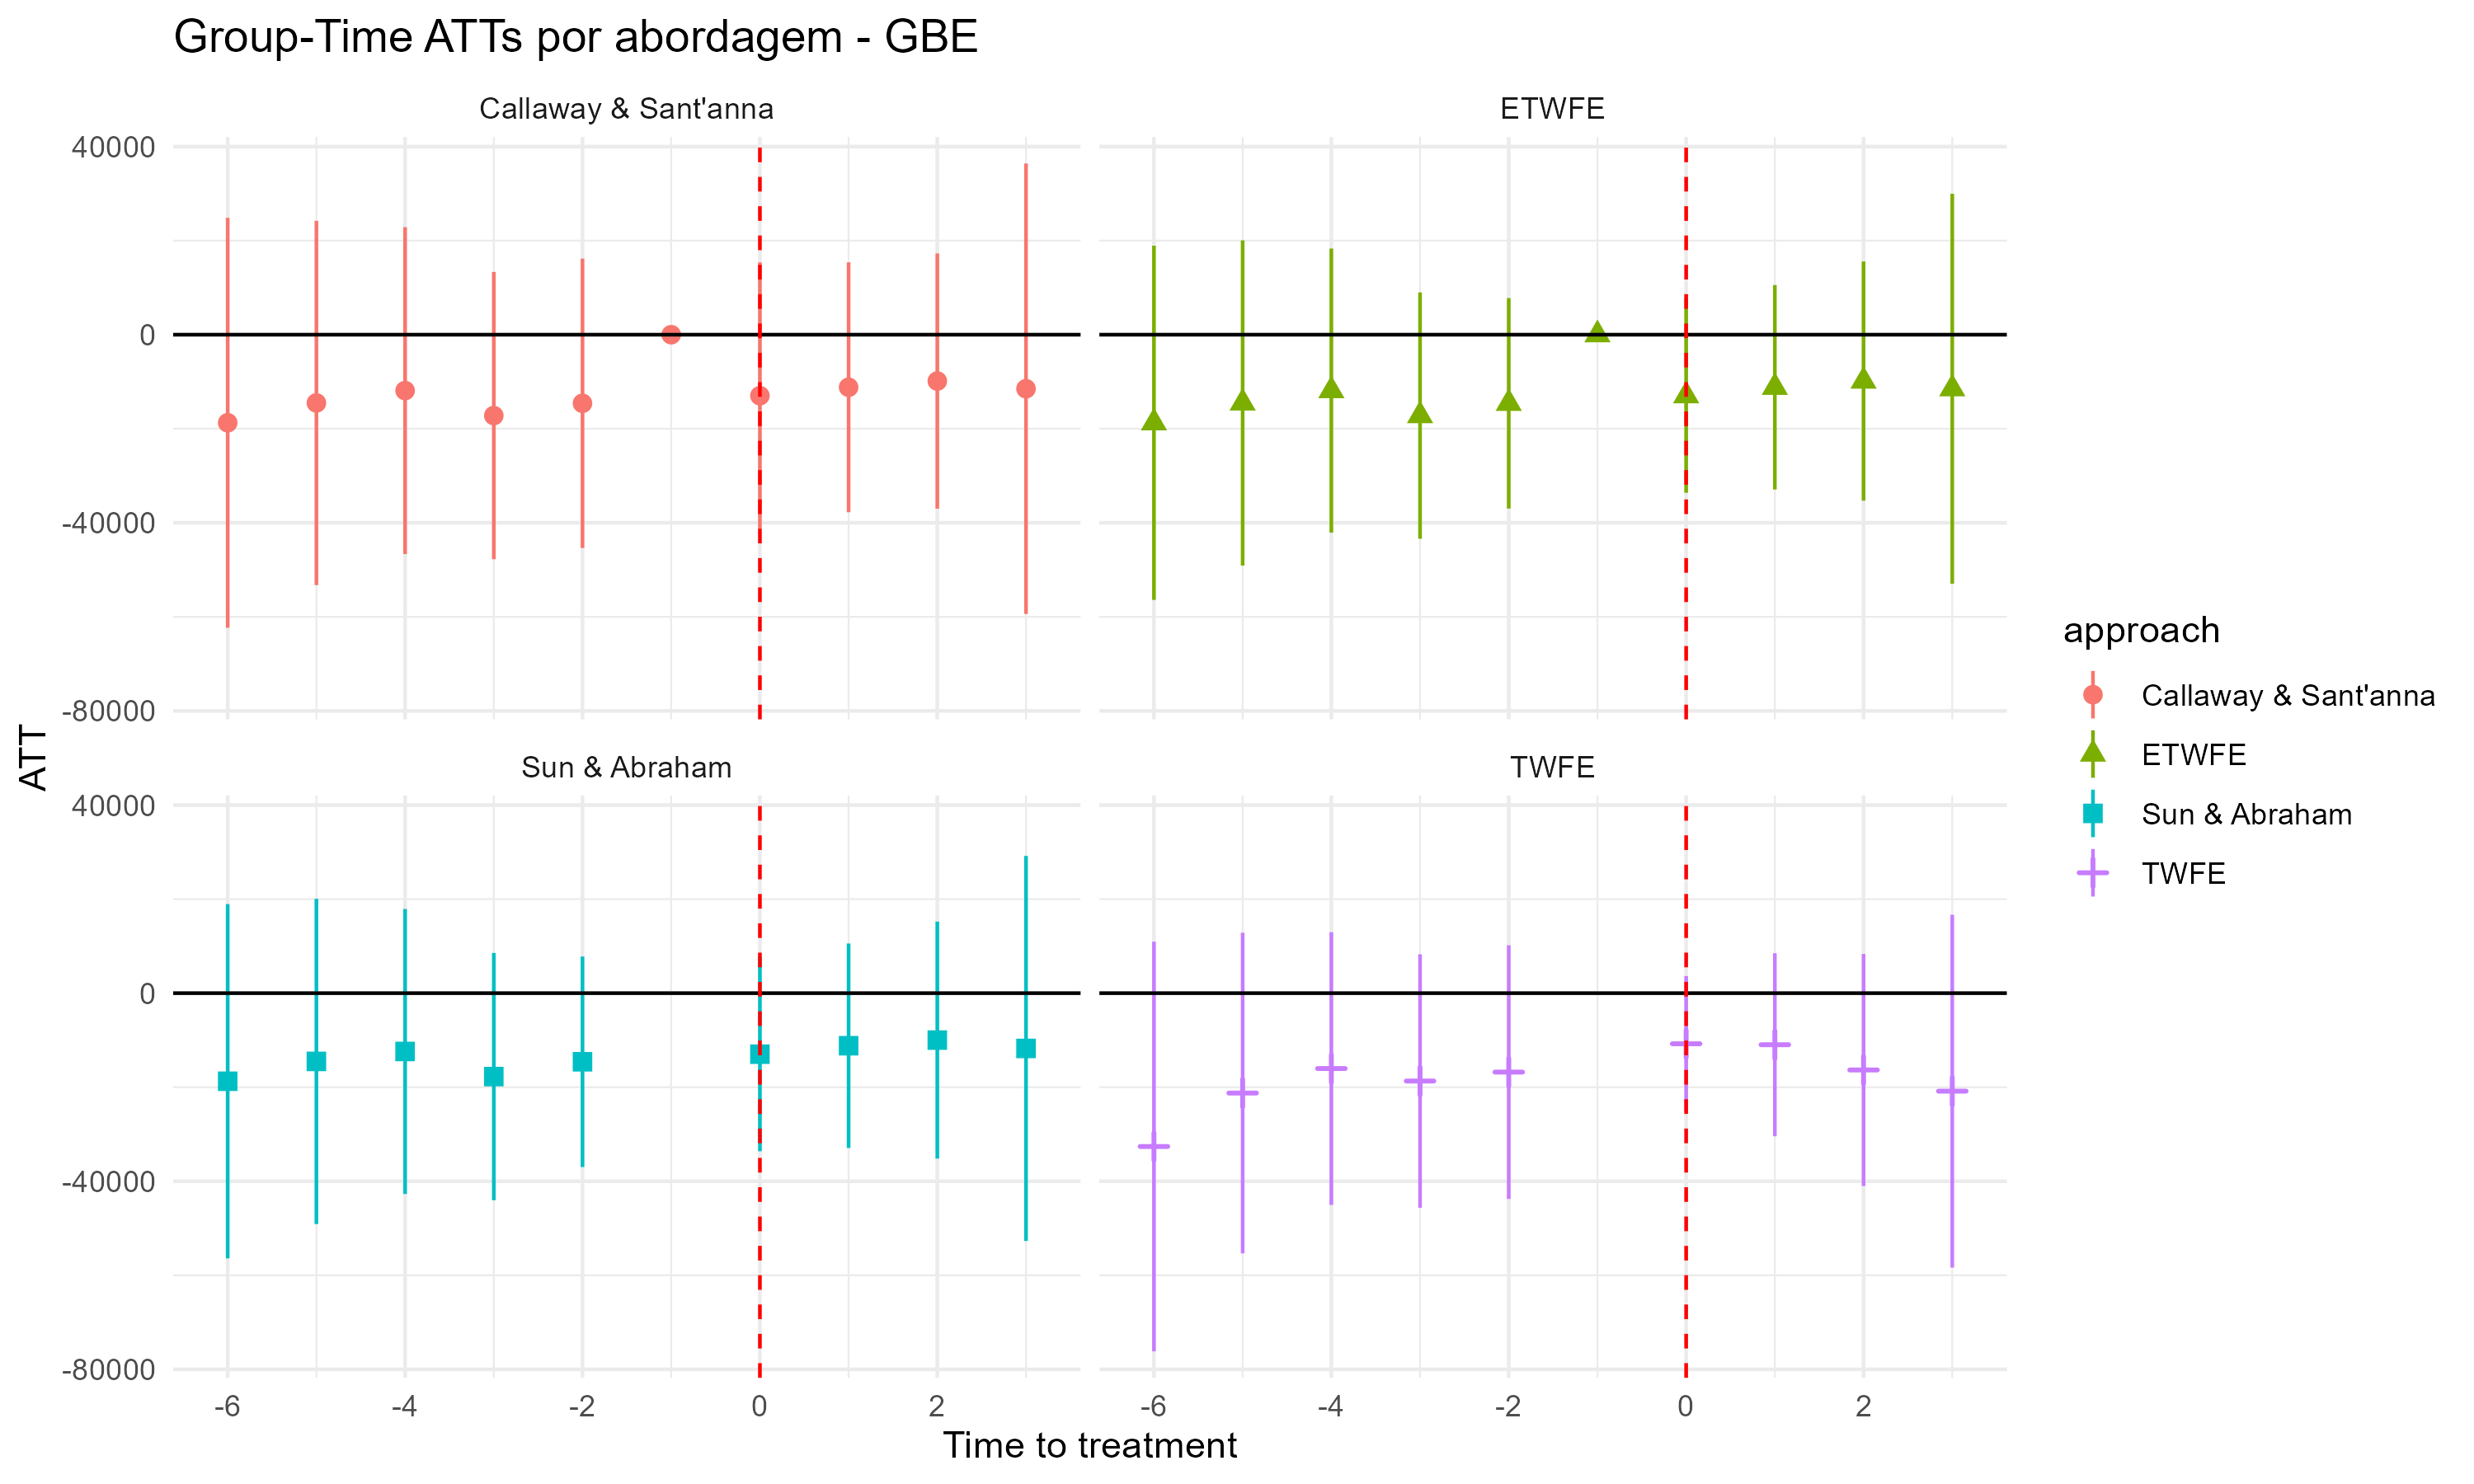 Group-Time ATTs por abordagem - GBE
Callaway & Sant'anna
ETWFE
40000
0
-40000
-80000
Sun & Abraham
TWFE
40000
0
-40000
-80000
-6
-4
-2
0
2
-6
-4
-2
0
2
Time to treatment
ATT
approach
Callaway & Sant'anna
ETWFE
Sun & Abraham
TWFE